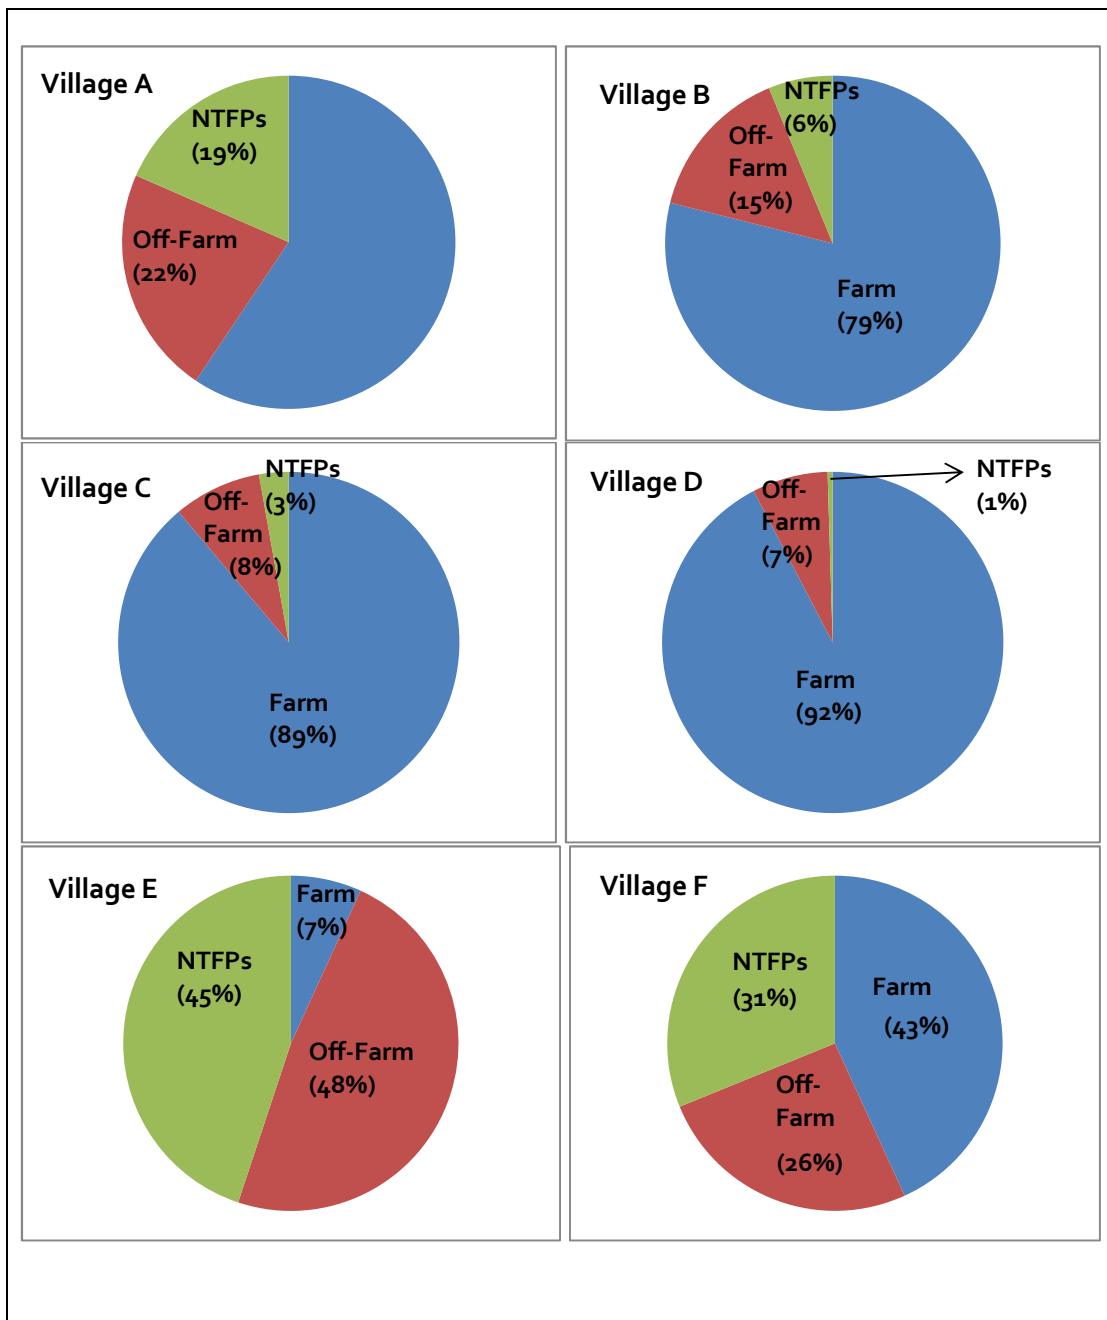 Village A
NTFPs
(19%)
Off-Farm
(22%)
Village B
NTFPs
(6%)
Off-
Farm
(15%)
Farm
(79%)
Village C
NTFPs
(3%)
Off-
Farm
(8%)
Farm
(89%)
Village D
NTFPs
(1%)
Off-
Farm
(7%)
Farm
(92%)
Village E
Farm
(7%)
NTFPs
(45%)
Off-Farm
(48%)
Village F
NTFPs
(31%)
Farm
(43%)
Off-
Farm
(26%)